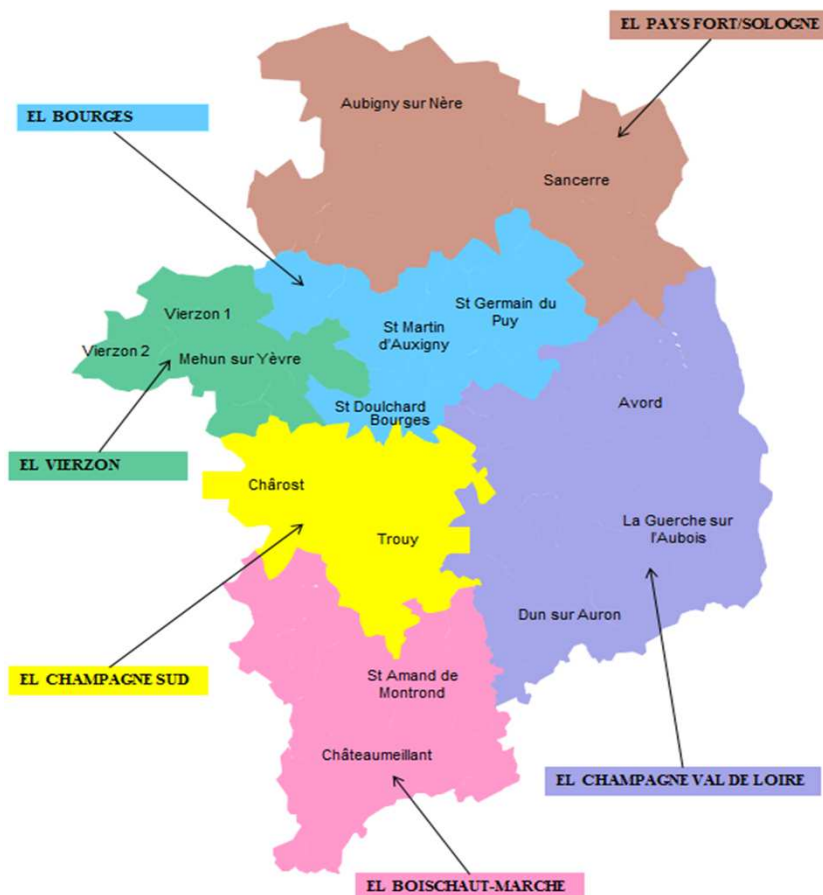 EL PAYS FORT/SOLOGNE
Aubigny sur Nère
EL BOURGES
Sancerre
Vierzon 1
St Germain du
Puy
St Martin
d'Auxigny
Vierzon 2
Mehun sur Yèvre
St Doulchard
Bourges
Avord
EL VIERZON
Chârost
La Guerche sur
l'Aubois
Trouy
Dun sur Auron
EL CHAMPAGNE SUD
St Amand de
Montrond
Châteaumeillant
EL CHAMPAGNE VAL DE LOIRE
EL BOISCHAUT-MARCHE